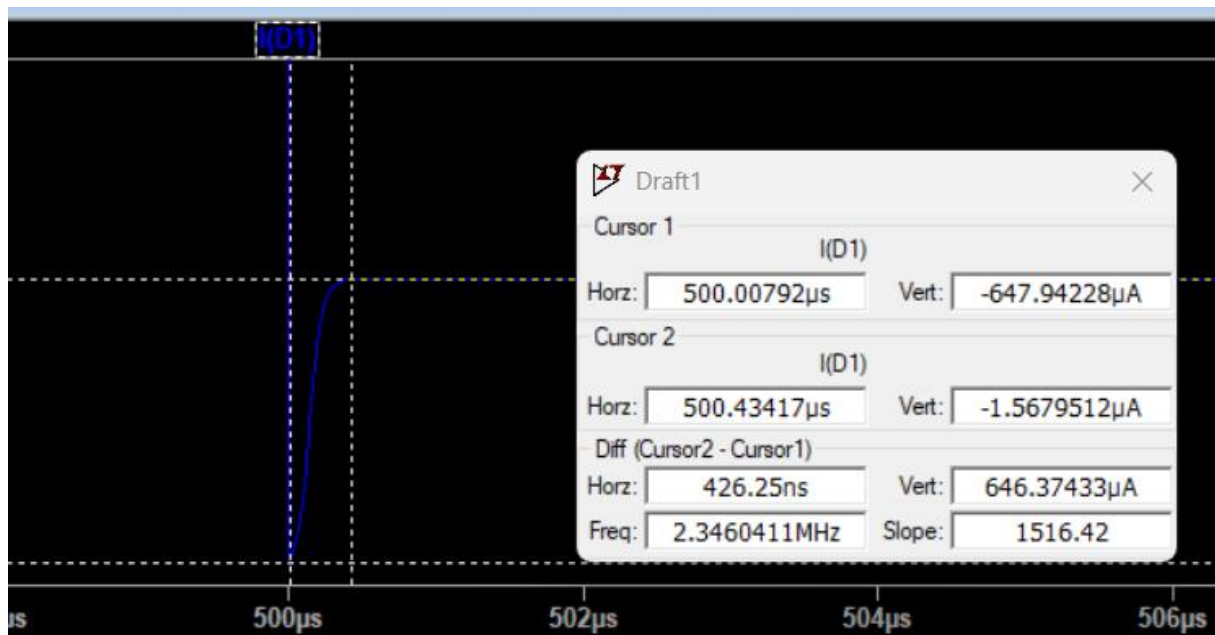 I(D1)
Draft1
Cursor 1
I(D1)
Horz: 500.00792µs Vert: -647.94228µA
Cursor 2
I(D1)
Horz: 500.43417µs Vert: -1.5679512µA
Diff (Cursor2 - Cursor1)
Horz: 426.25ns Vert: 646.37433µA
Freq: 2.3460411MHz Slope: 1516.42
µs 500µs 502µs 504µs 506µs